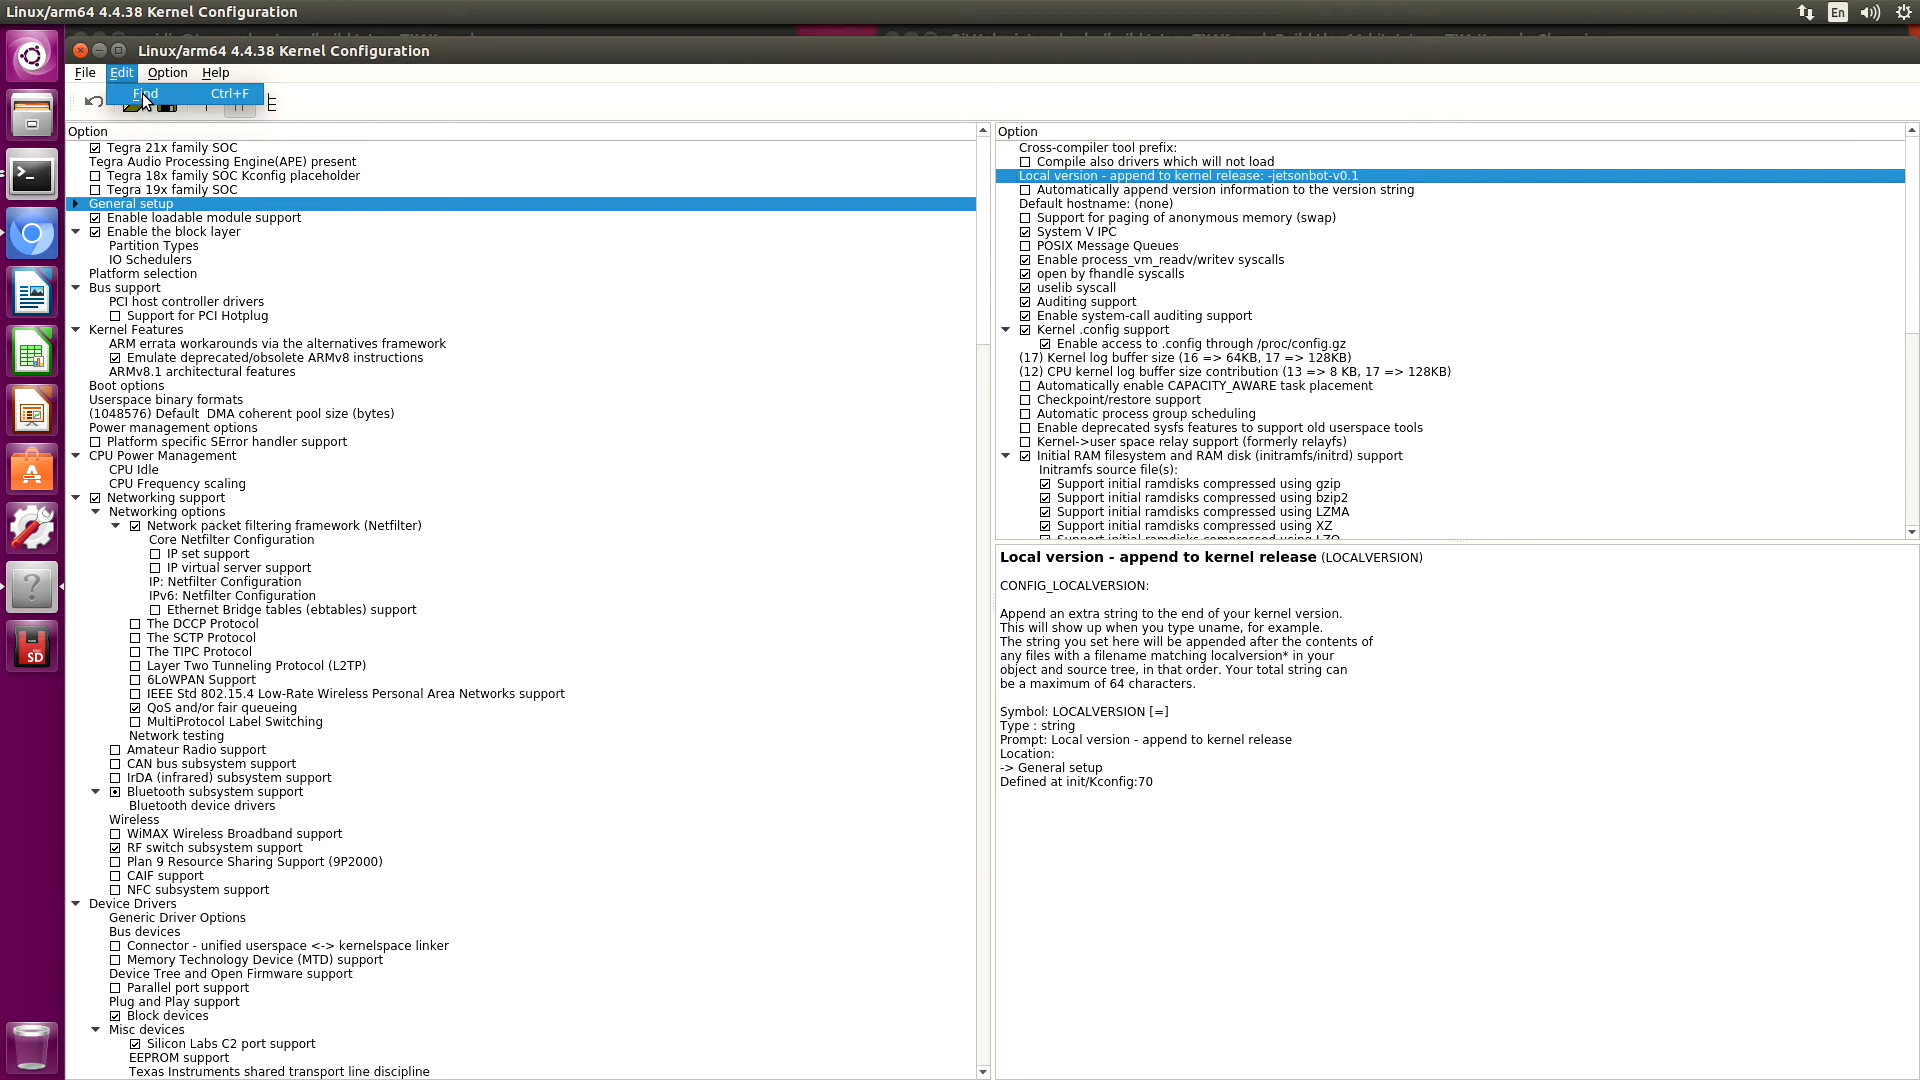 Linux/arm64 4.4.38 Kernel Configuration
En
Linux/arm64 4.4.38 Kernel Configuration
File Edit Option Help
Find Ctrl+F
Option
Tegra 21x family SOC
Tegra Audio Processing Engine(APE) present
Tegra 18x family SOC Kconfig placeholder
Tegra 19x family SOC
General setup
Enable loadable module support
Enable the block layer
Partition Types
IO Schedulers
Platform selection
Bus support
PCI host controller drivers
Support for PCI Hotplug
Kernel Features
ARM errata workarounds via the alternatives framework
Emulate deprecated/obsolete ARMv8 instructions
ARMv8.1 architectural features
Boot options
Userspace binary formats
(1048576) Default  DMA coherent pool size (bytes)
Power management options
Platform specific SError handler support
CPU Power Management
CPU Idle
CPU Frequency scaling
Networking support
Networking options
Network packet filtering framework (Netfilter)
Core Netfilter Configuration
IP set support
IP virtual server support
IP: Netfilter Configuration
IPv6: Netfilter Configuration
Ethernet Bridge tables (ebtables) support
The DCCP Protocol
The SCTP Protocol
The TIPC Protocol
Layer Two Tunneling Protocol (L2TP)
6LoWPAN Support
IEEE Std 802.15.4 Low-Rate Wireless Personal Area Networks support
QoS and/or fair queueing
MultiProtocol Label Switching
Network testing
Amateur Radio support
CAN bus subsystem support
IrDA (infrared) subsystem support
Bluetooth subsystem support
Bluetooth device drivers
Wireless
WiMAX Wireless Broadband support
RF switch subsystem support
Plan 9 Resource Sharing Support (9P2000)
CAIF support
NFC subsystem support
Device Drivers
Generic Driver Options
Bus devices
Connector - unified userspace <-> kernelspace linker
Memory Technology Device (MTD) support
Device Tree and Open Firmware support
Parallel port support
Plug and Play support
Block devices
Misc devices
Silicon Labs C2 port support
EEPROM support
Texas Instruments shared transport line discipline
Option
Cross-compiler tool prefix:
Compile also drivers which will not load
Local version - append to kernel release: -jetsonbot-v0.1
Automatically append version information to the version string
Default hostname: (none)
Support for paging of anonymous memory (swap)
System V IPC
POSIX Message Queues
Enable process_vm_readv/writev syscalls
open by fhandle syscalls
uselib syscall
Auditing support
Enable system-call auditing support
Kernel .config support
Enable access to .config through /proc/config.gz
(17) Kernel log buffer size (16 => 64KB, 17 => 128KB)
(12) CPU kernel log buffer size contribution (13 => 8 KB, 17 => 128KB)
Automatically enable CAPACITY_AWARE task placement
Checkpoint/restore support
Automatic process group scheduling
Enable deprecated sysfs features to support old userspace tools
Kernel->user space relay support (formerly relayfs)
Initial RAM filesystem and RAM disk (initramfs/initrd) support
Initramfs source file(s):
Support initial ramdisks compressed using gzip
Support initial ramdisks compressed using bzip2
Support initial ramdisks compressed using LZMA
Support initial ramdisks compressed using XZ
Support initial ramdisks compressed using LZO
Local version - append to kernel release (LOCALVERSION)
CONFIG_LOCALVERSION:
Append an extra string to the end of your kernel version.
This will show up when you type uname, for example.
The string you set here will be appended after the contents of
any files with a filename matching localversion* in your
object and source tree, in that order. Your total string can
be a maximum of 64 characters.
Symbol: LOCALVERSION [=]
Type : string
Prompt: Local version - append to kernel release
Location:
-> General setup
Defined at init/Kconfig:70
SD